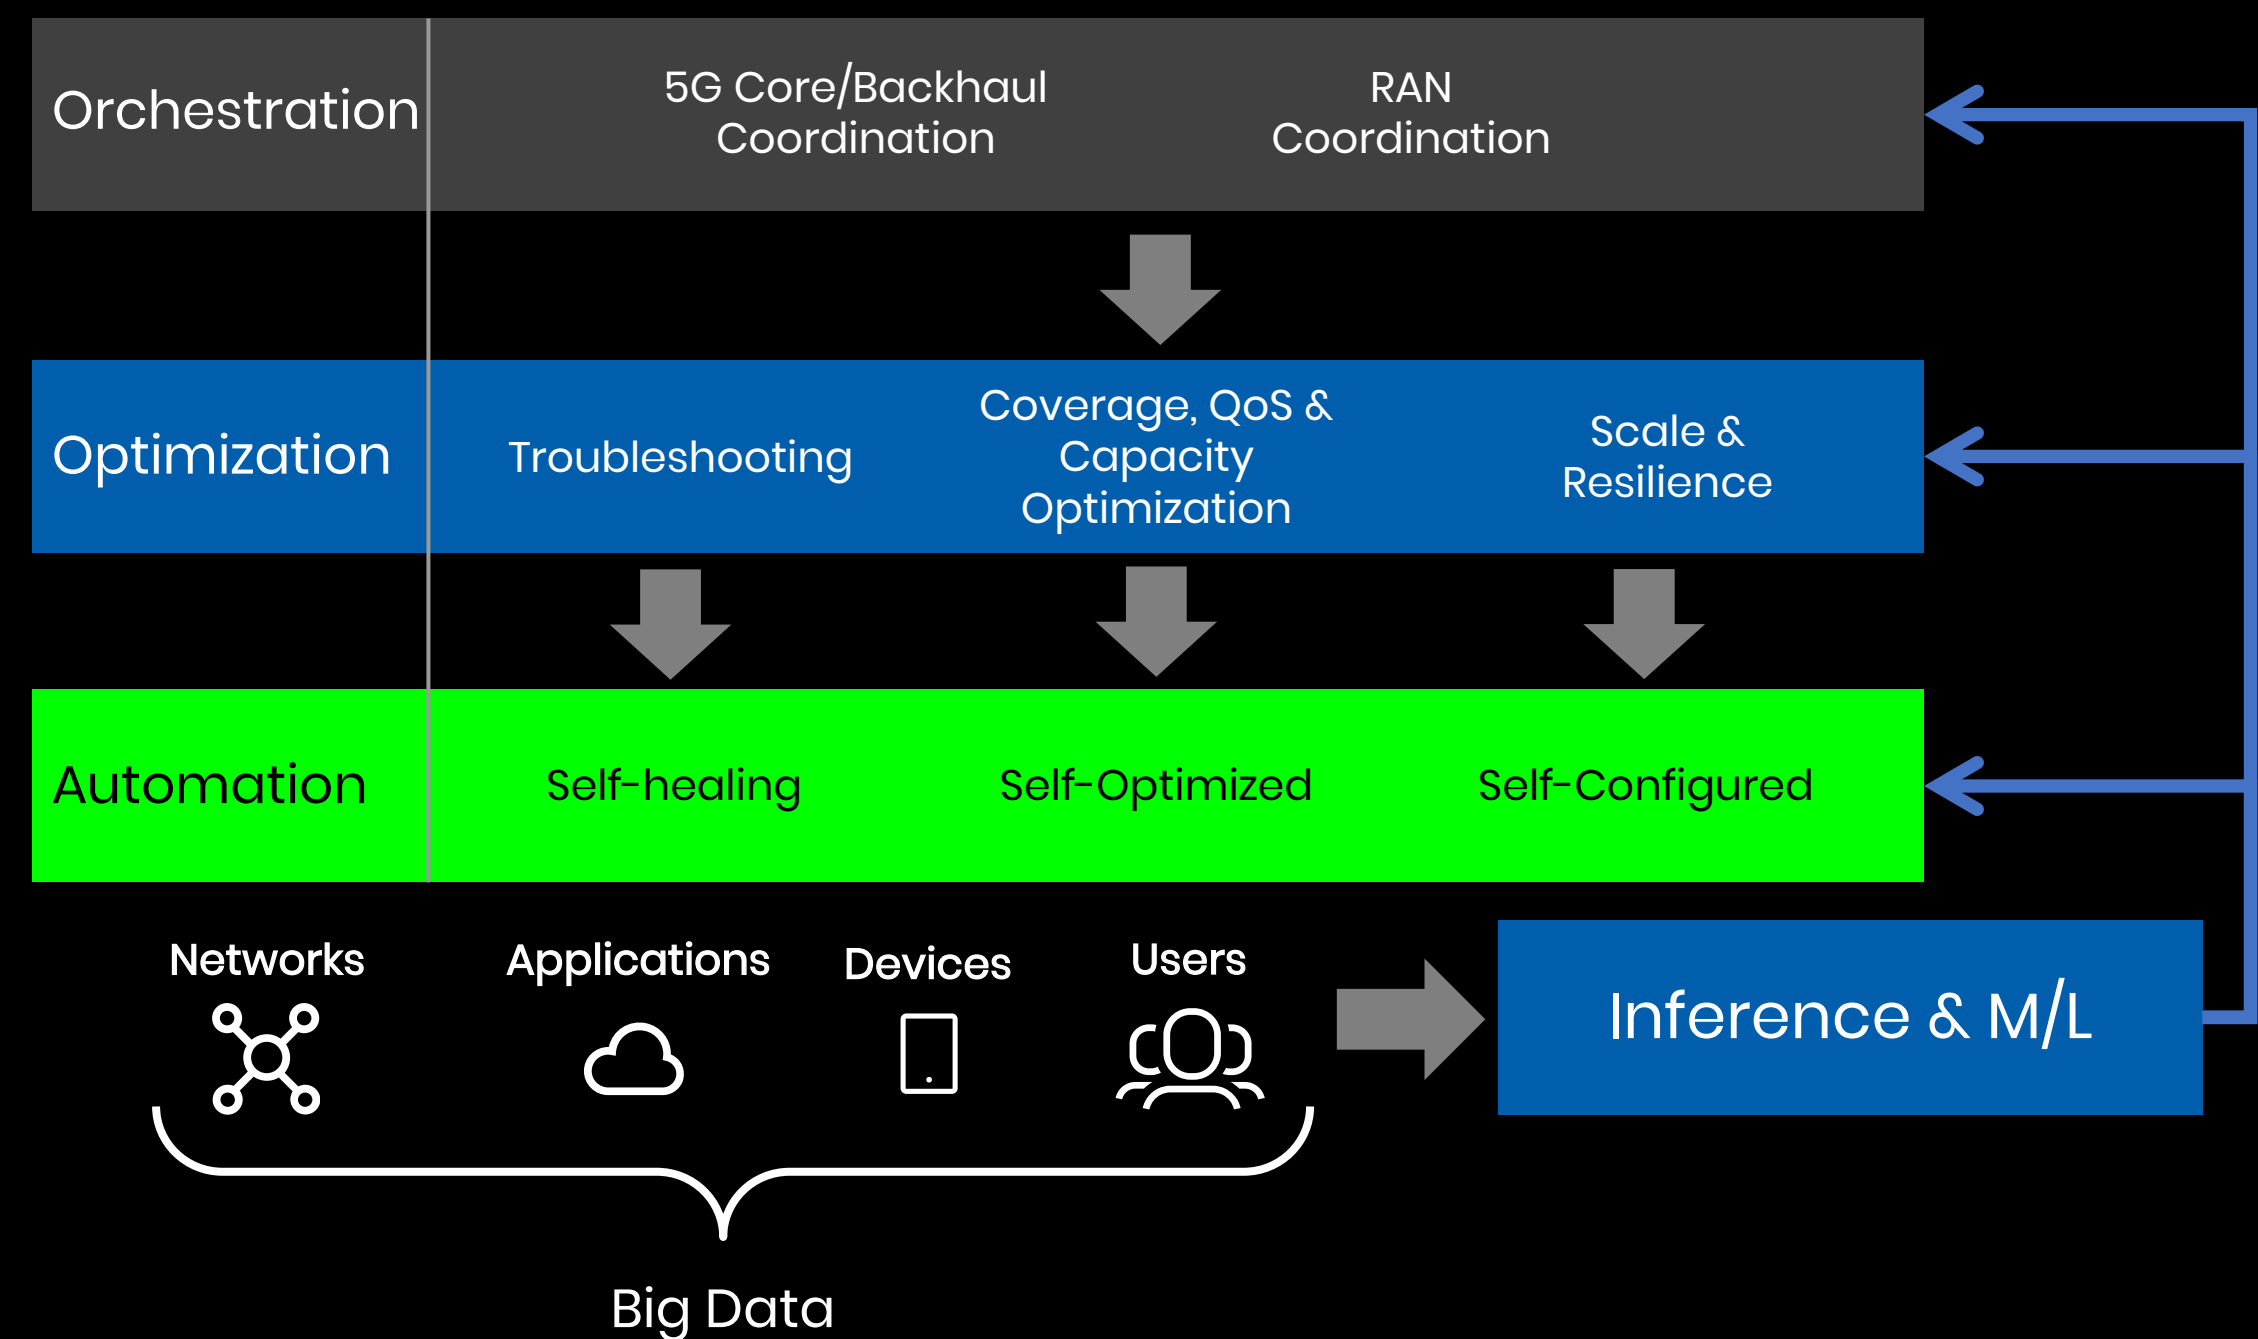 Orchestration
5G Core/Backhaul
Coordination
RAN
Coordination
Optimization
Troubleshooting
Coverage, QoS &
Capacity
Optimization
Scale &
Resilience
Automation
Self-healing
Self-Optimized
Self-Configured
Networks
Applications
Devices
Users
Inference & M/L
Big Data